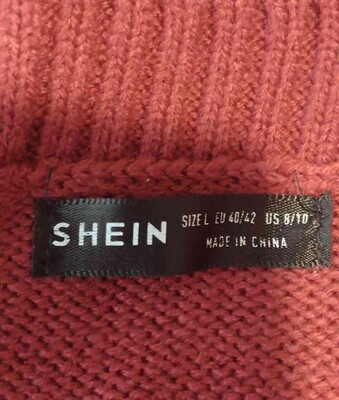 SHEIN
SIZE L EU 40/42 US 8/10
MADE IN CHINA